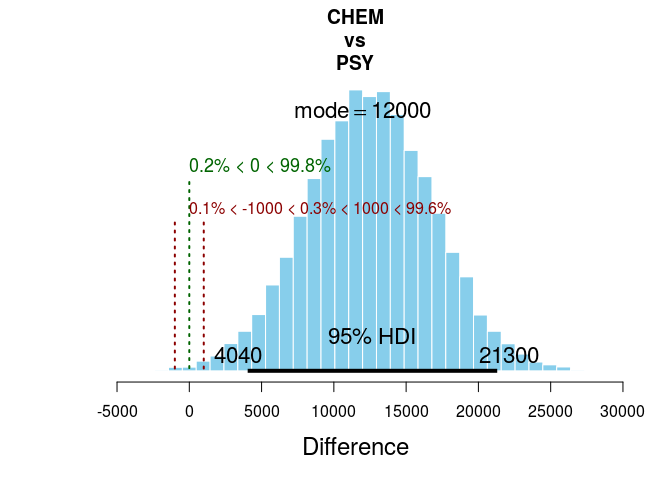 CHEM
vs
PSY
mode = 12000
0.2% < 0 < 99.8%
0.1% < -1000 < 0.3% < 1000 < 99.6%
95% HDI
4040 21300
-5000 0 5000 10000 15000 20000 25000 30000
Difference